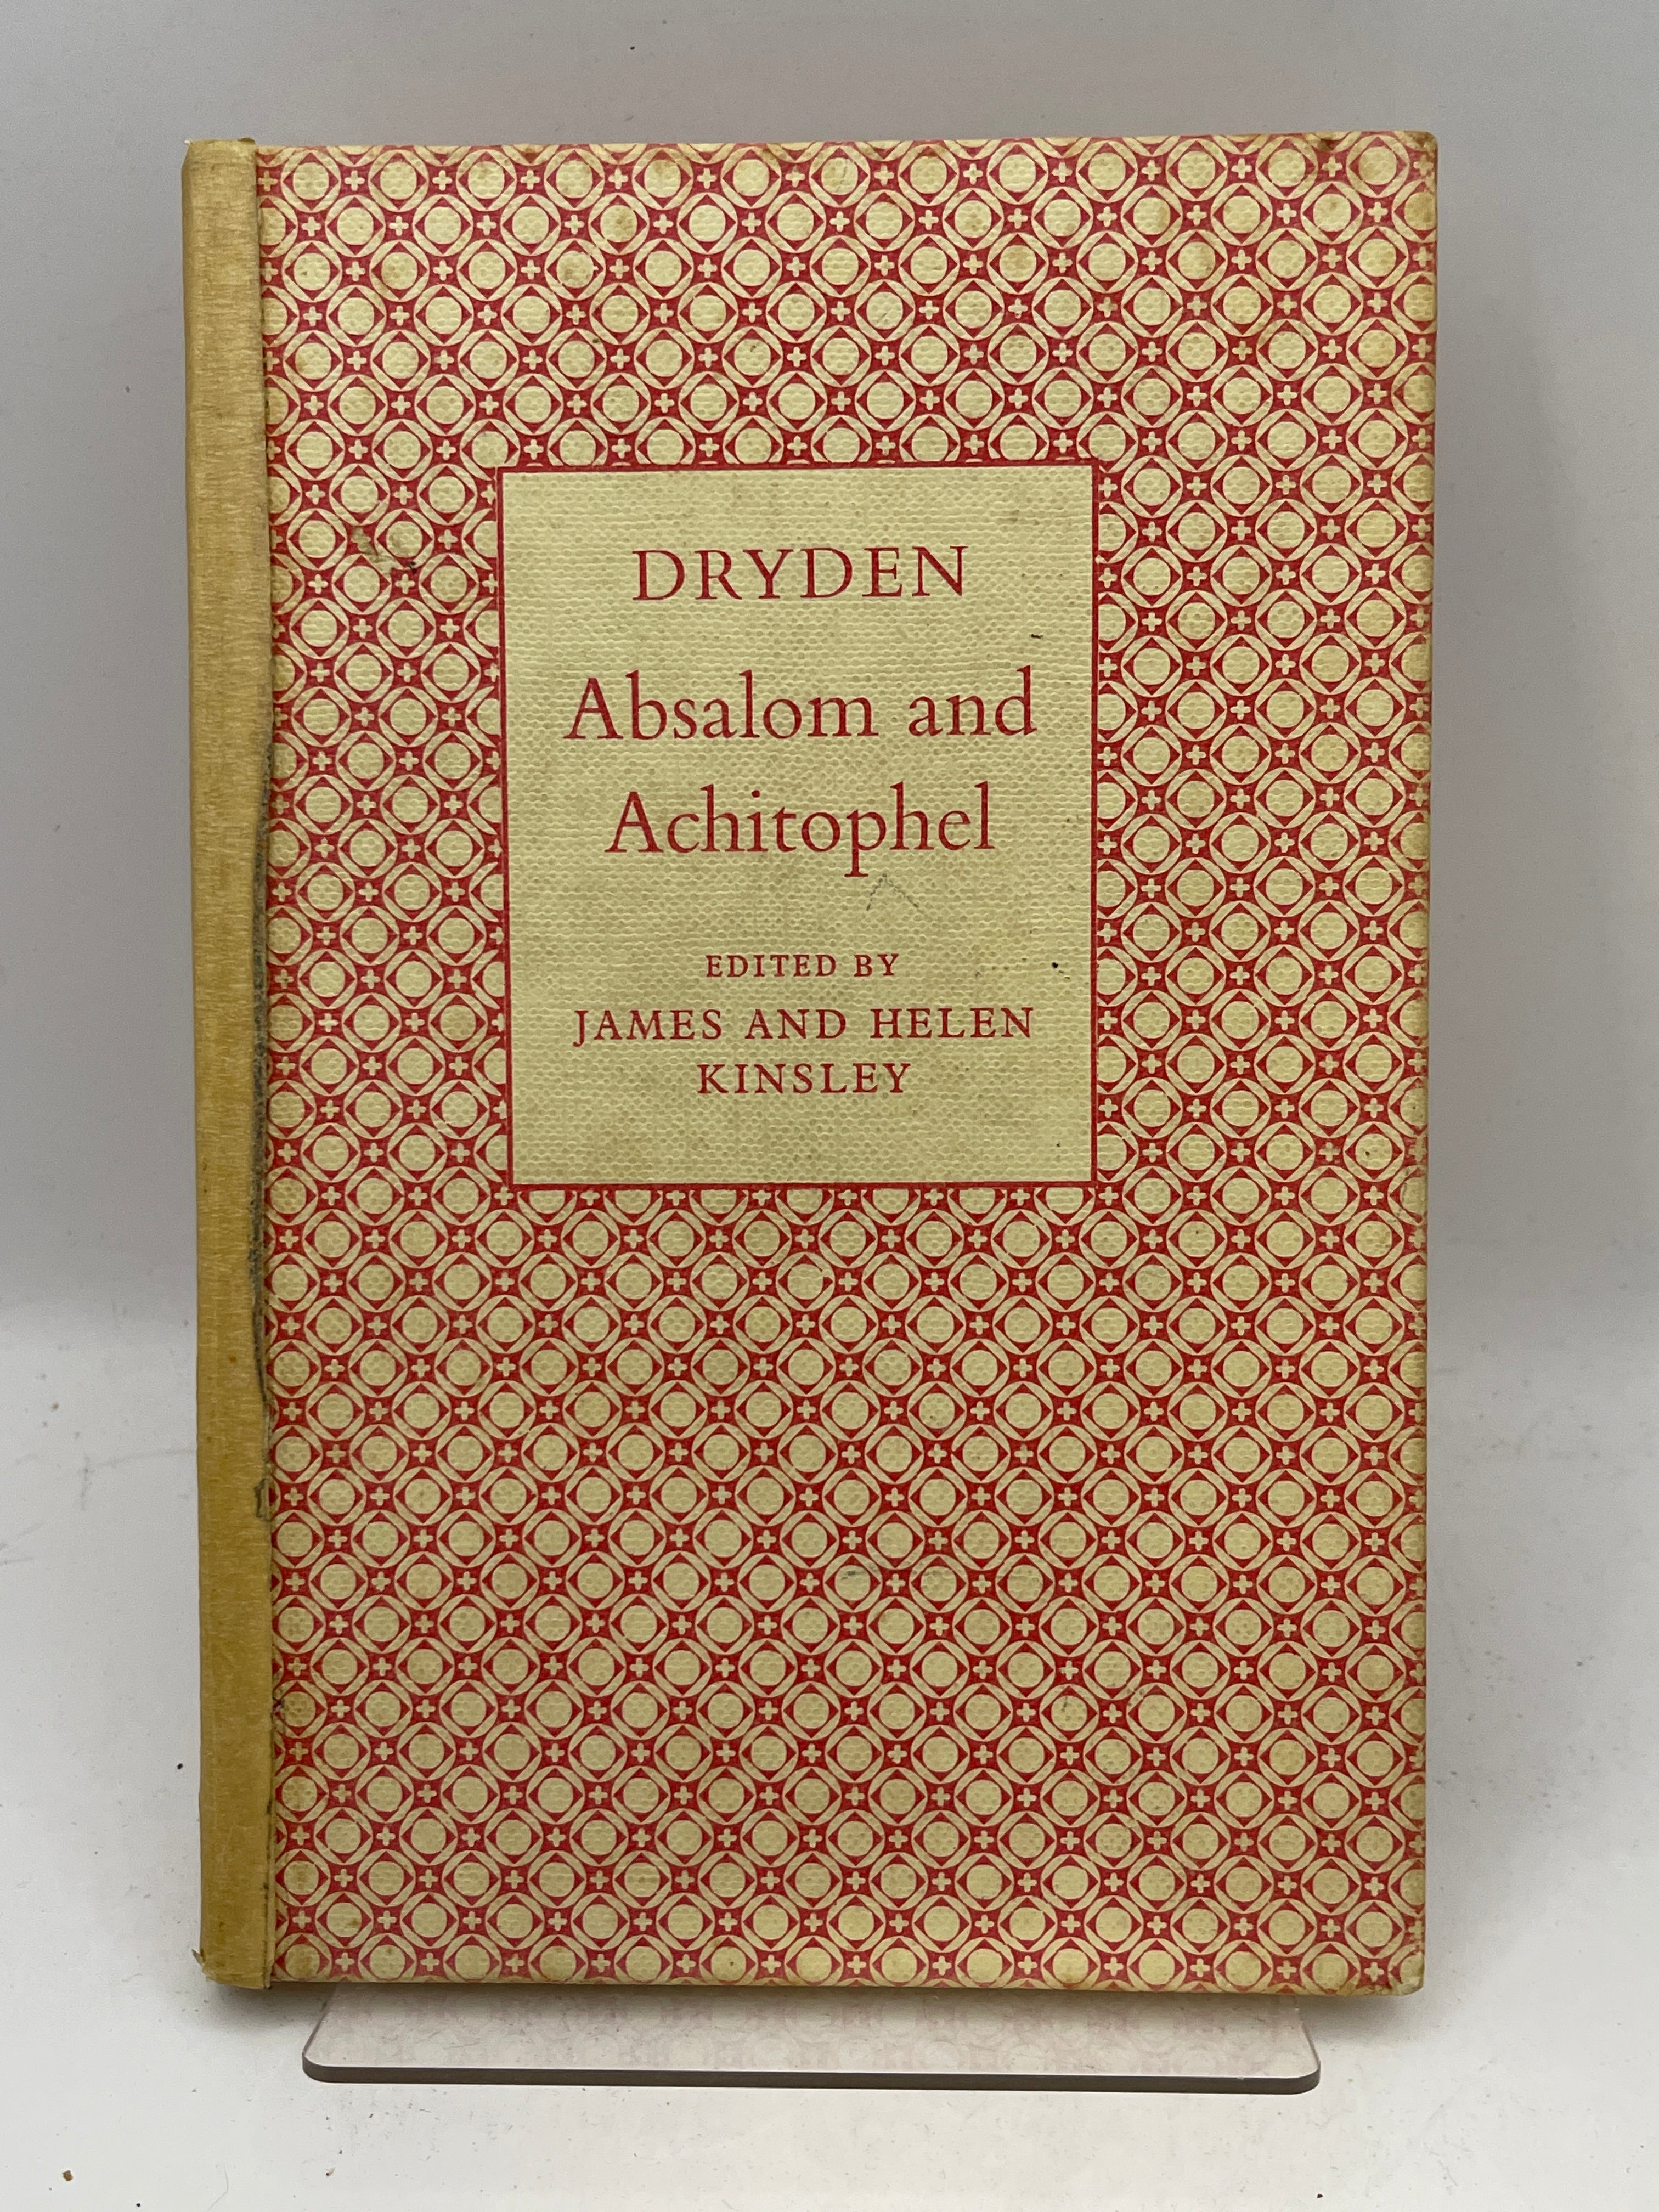 DRYDEN
Absalom and
Achitophel
EDITED BY
JAMES AND HELEN
KINSLEY